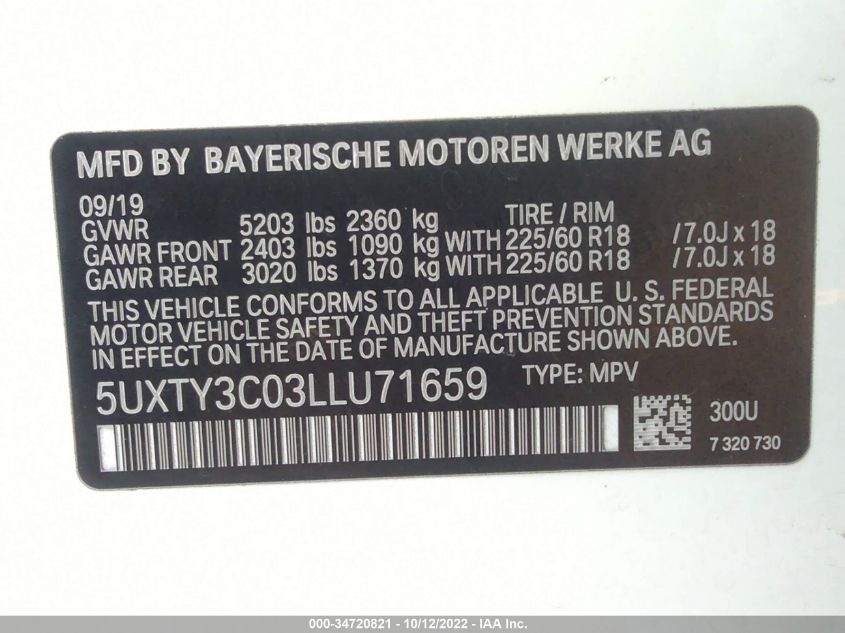 MFD BY BAYERISCHE MOTOREN WERKE AG
09/19 TIRE / RIM
GVWR 5203 lbs 2360 kg
GAWR FRONT 2403 lbs 1090 kg WITH 225/60 R18 /7.0J x 18
GAWR REAR 3020 lbs 1370 kg WITH 225/60 R18 /7.0J x 18
THIS VEHICLE CONFORMS TO ALL APPLICABLE U. S. FEDERAL
MOTOR VEHICLE SAFETY AND THEFT PREVENTION STANDARDS
IN EFFECT ON THE DATE OF MANUFACTURE SHOWN ABOVE.
5UXTY3C03LLU71659 TYPE: MPV
300U
7 320 730
000-34720821 - 10/12/2022 - IAA Inc.